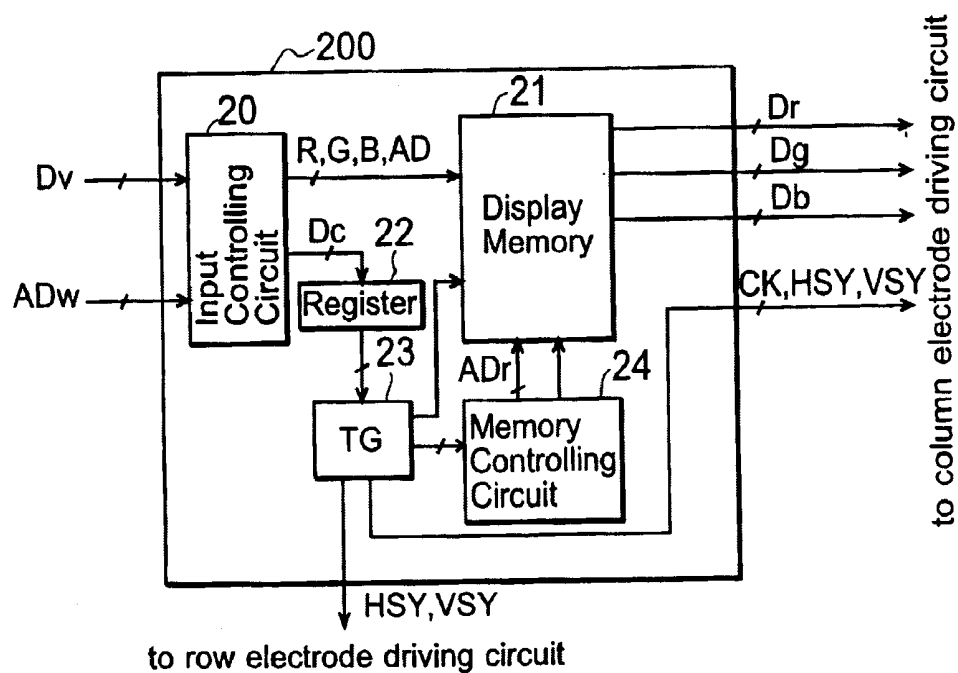 200
20
21
Dv
ADw
Input
Controlling
Circuit
R,G,B,AD
Dc
22
Register
23
TG
Display
Memory
ADr
24
Memory
Controlling
Circuit
Dr
Dg
Db
CK,HSY,VSY
to column electrode driving circuit
HSY,VSY
to row electrode driving circuit